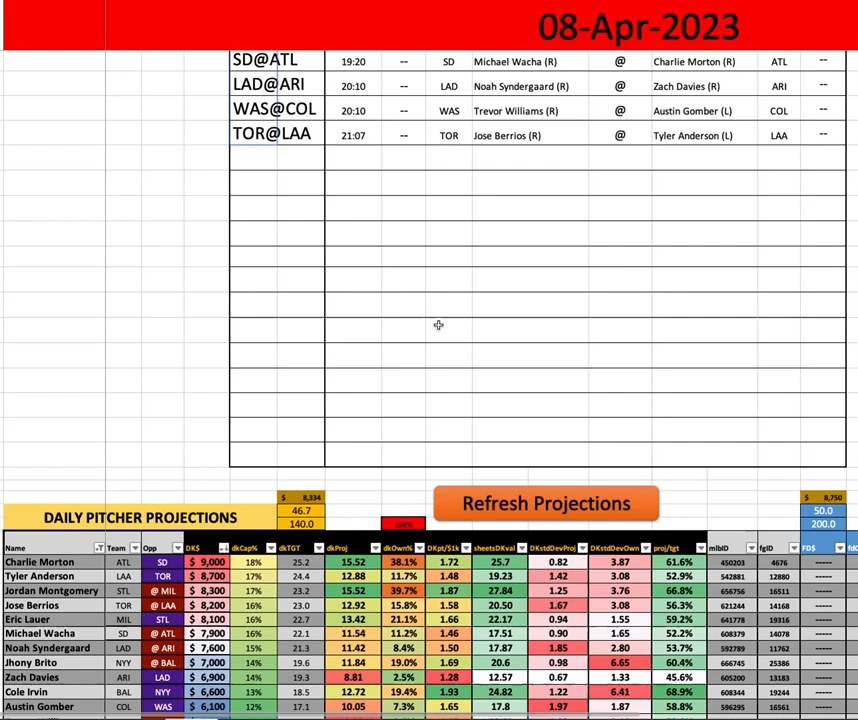 08-Apr-2023
SD@ATL 19:20 -- SD Michael Wacha (R) @ Charlie Morton (R) ATL --
LAD@ARI 20:10 -- LAD Noah Syndergaard (R) @ Zach Davies (R) ARI --
WAS@COL 20:10 -- WAS Trevor Williams (R) @ Austin Gomber (L) COL --
TOR@LAA 21:07 -- TOR Jose Berrios (R) @ Tyler Anderson (L) LAA --
$ 8,334 Refresh Projections $ 8,750
DAILY PITCHER PROJECTIONS 46.7 50.0
140.0 198% 200.0
Name Team Opp DK$ dkCap% dkTGT dkProj dkOwn% DKpt/$1k sheetsDKval DKstdDevProj DKstdDevOwn proj/tgt mlbID fgID FD$
Charlie Morton ATL SD $ 9,000 18% 25.2 15.52 38.1% 1.72 25.7 0.82 3.87 61.6% 450203 4676 -----
Tyler Anderson LAA TOR $ 8,700 17% 24.4 12.88 11.7% 1.48 19.23 1.42 3.08 52.9% 542881 12880 -----
Jordan Montgomery STL @ MIL $ 8,300 17% 23.2 15.52 39.7% 1.87 27.84 1.25 3.76 66.8% 656756 16511 -----
Jose Berrios TOR @ LAA $ 8,200 16% 23.0 12.92 15.8% 1.58 20.50 1.67 3.08 56.3% 621244 14168 -----
Eric Lauer MIL STL $ 8,100 16% 22.7 13.42 21.1% 1.66 22.17 0.94 1.55 59.2% 641778 19316 -----
Michael Wacha SD @ ATL $ 7,900 16% 22.1 11.54 11.2% 1.46 17.51 0.90 1.65 52.2% 608379 14078 -----
Noah Syndergaard LAD @ ARI $ 7,600 15% 21.3 11.42 8.4% 1.50 17.87 1.85 2.80 53.7% 592789 11762 -----
Jhony Brito NYY @ BAL $ 7,000 14% 19.6 11.84 19.0% 1.69 20.6 0.98 6.65 60.4% 666745 25386 -----
Zach Davies ARI LAD $ 6,900 14% 19.3 8.81 2.5% 1.28 12.57 0.67 1.33 45.6% 605200 13183 -----
Cole Irvin BAL NYY $ 6,600 13% 18.5 12.72 19.4% 1.93 24.82 1.22 6.41 68.9% 608344 19244 -----
Austin Gomber COL WAS $ 6,100 12% 17.1 10.05 7.3% 1.65 17.8 1.97 1.87 58.8% 596295 16561 -----